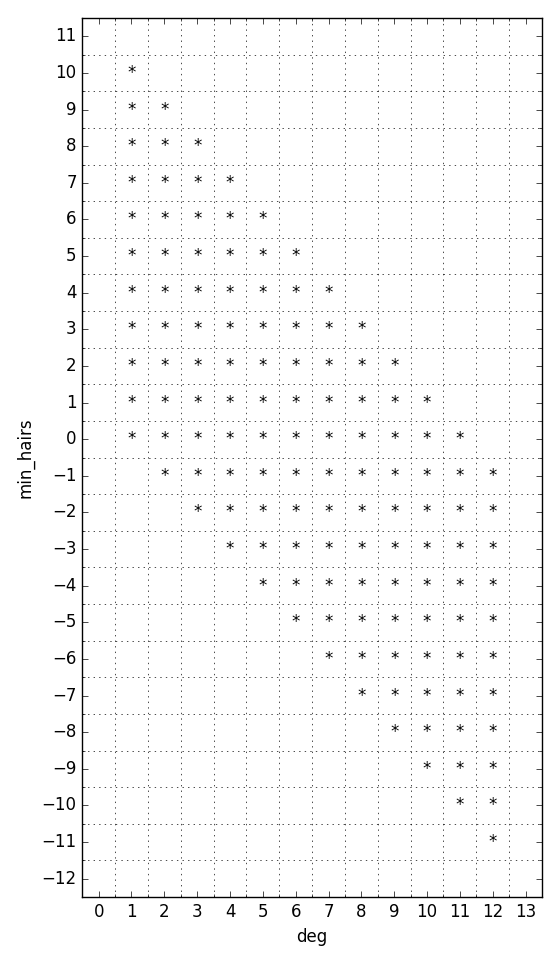 11
10 *
9 * *
8 * * *
7 * * * *
6 * * * * *
5 * * * * * *
4 * * * * * * *
3 * * * * * * * *
2 * * * * * * * * *
1 * * * * * * * * * *
0 * * * * * * * * * * *
−1 * * * * * * * * * * *
−2 * * * * * * * * * *
−3 * * * * * * * * *
−4 * * * * * * * *
−5 * * * * * * *
−6 * * * * * *
−7 * * * * *
−8 * * * *
−9 * * *
−10 * *
−11 *
−12
min_hairs
0 1 2 3 4 5 6 7 8 9 10 11 12 13
deg